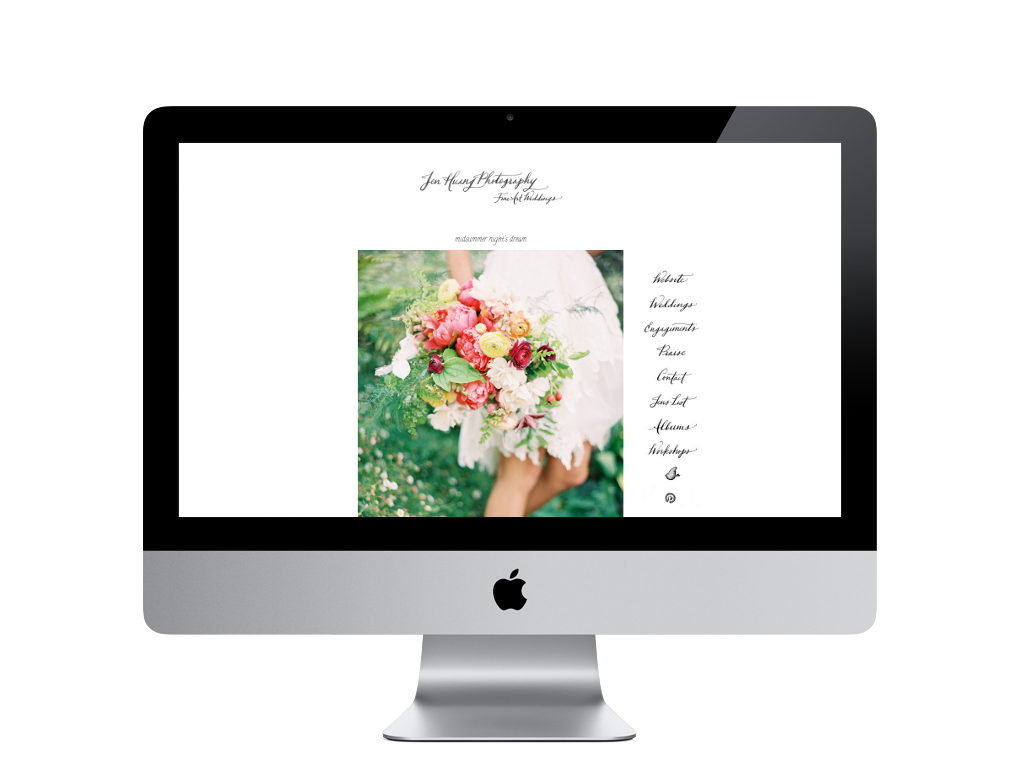 Jen Huang Photography
Fine Art Weddings
midsummer night's dream
Website
Weddings
Engagements
Praise
Contact
Jens List
Albums
Workshops